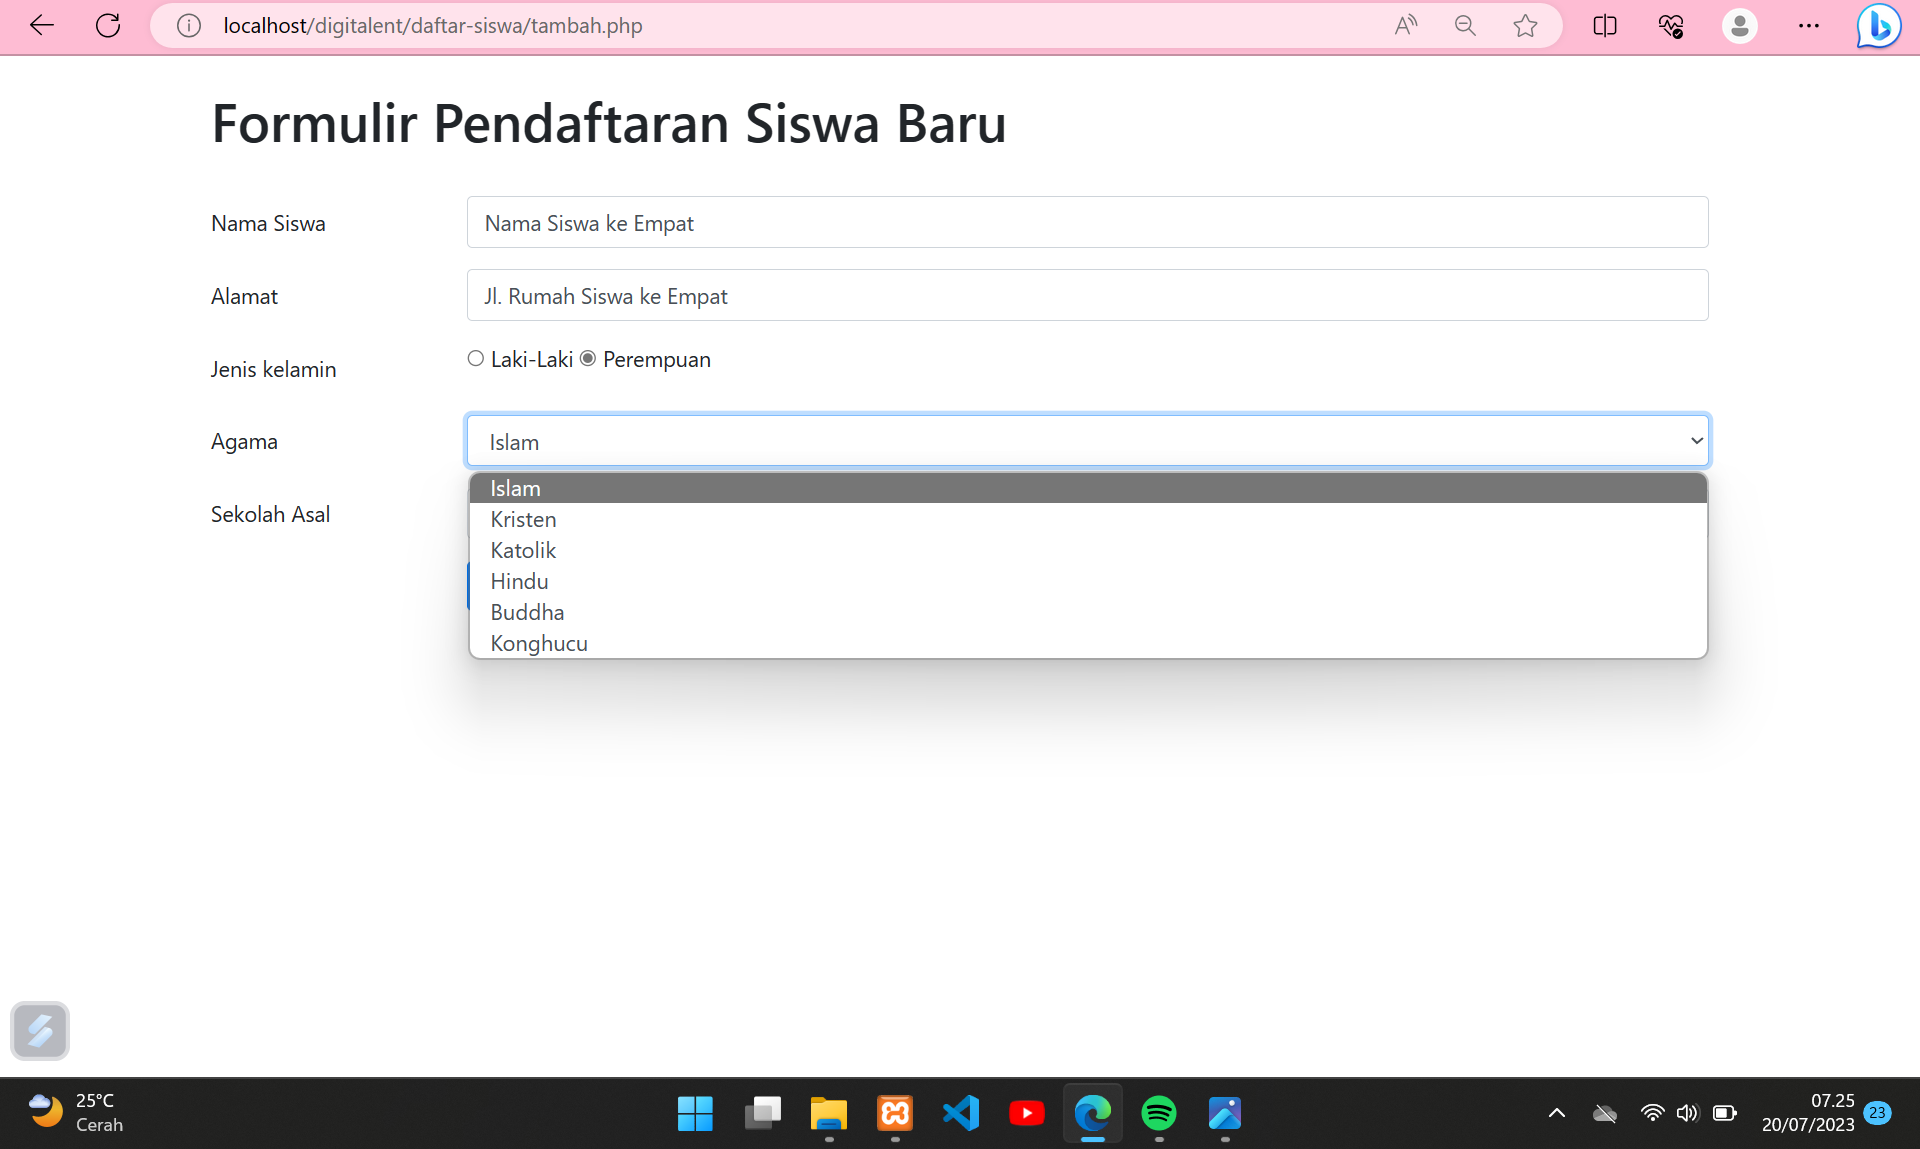 localhost/digitalent/daftar-siswa/tambah.php
Formulir Pendaftaran Siswa Baru
Nama Siswa
Nama Siswa ke Empat
Alamat
Jl. Rumah Siswa ke Empat
Jenis kelamin
Laki-Laki Perempuan
Agama
Islam
Islam
Kristen
Katolik
Hindu
Buddha
Konghucu
Sekolah Asal
25°C
Cerah
07.25
20/07/2023
23